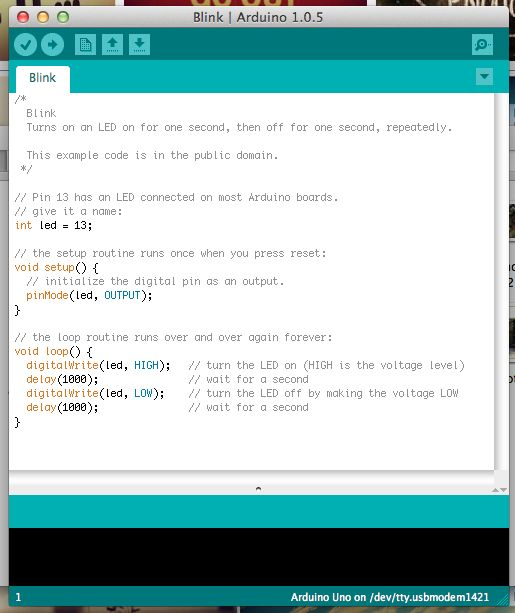 Blink | Arduino 1.0.5
Blink
/*
  Blink
  Turns on an LED on for one second, then off for one second, repeatedly.

  This example code is in the public domain.
 */

// Pin 13 has an LED connected on most Arduino boards.
// give it a name:
int led = 13;

// the setup routine runs once when you press reset:
void setup() {
  // initialize the digital pin as an output.
  pinMode(led, OUTPUT);
}

// the loop routine runs over and over again forever:
void loop() {
  digitalWrite(led, HIGH);   // turn the LED on (HIGH is the voltage level)
  delay(1000);               // wait for a second
  digitalWrite(led, LOW);    // turn the LED off by making the voltage LOW
  delay(1000);               // wait for a second
}
1
Arduino Uno on /dev/tty.usbmodem1421